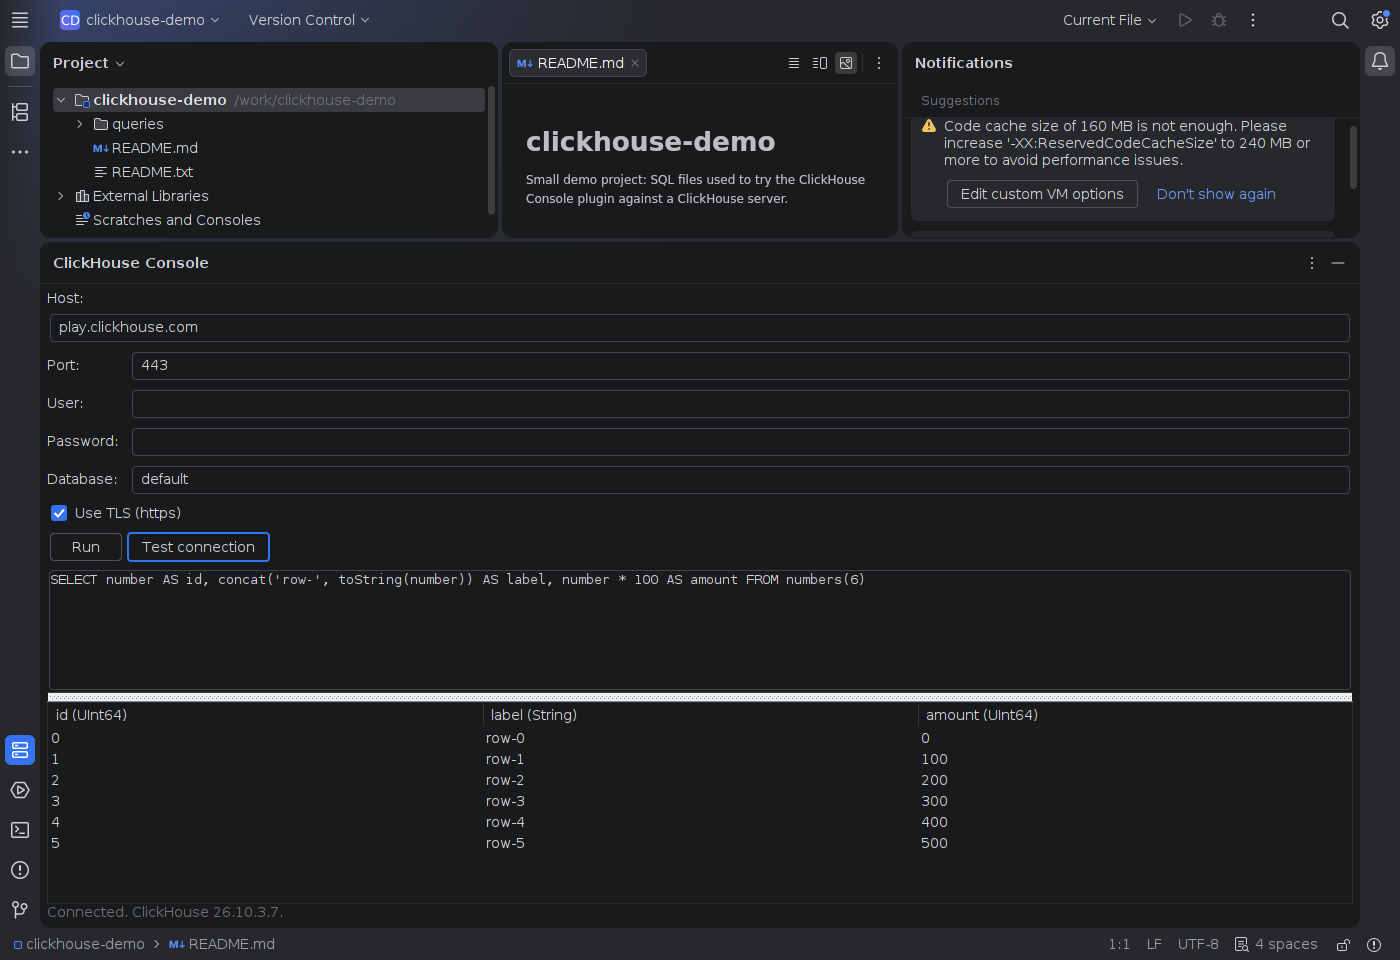 CD clickhouse-demo Version Control Current File
Project
clickhouse-demo /work/clickhouse-demo
queries
README.md
README.txt
External Libraries
Scratches and Consoles
README.md
clickhouse-demo
Small demo project: SQL files used to try the ClickHouse
Console plugin against a ClickHouse server.
Notifications
Suggestions
Code cache size of 160 MB is not enough. Please
increase '-XX:ReservedCodeCacheSize' to 240 MB or
more to avoid performance issues.
Edit custom VM options Don't show again
ClickHouse Console
Host:
play.clickhouse.com
Port: 443
User:
Password:
Database: default
Use TLS (https)
Run Test connection
SELECT number AS id, concat('row-', toString(number)) AS label, number * 100 AS amount FROM numbers(6)
id (UInt64) label (String) amount (UInt64)
0 row-0 0
1 row-1 100
2 row-2 200
3 row-3 300
4 row-4 400
5 row-5 500
Connected. ClickHouse 26.10.3.7.
clickhouse-demo README.md 1:1 LF UTF-8 4 spaces